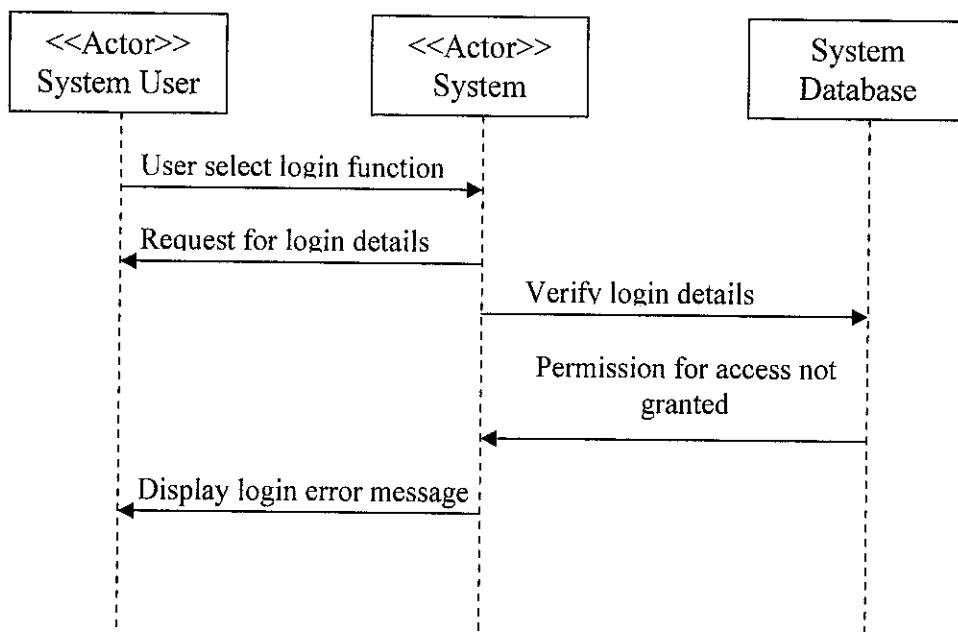 <<Actor>>
System User
<<Actor>>
System
System
Database
User select login function
Request for login details
Verify login details
Permission for access not
granted
Display login error message